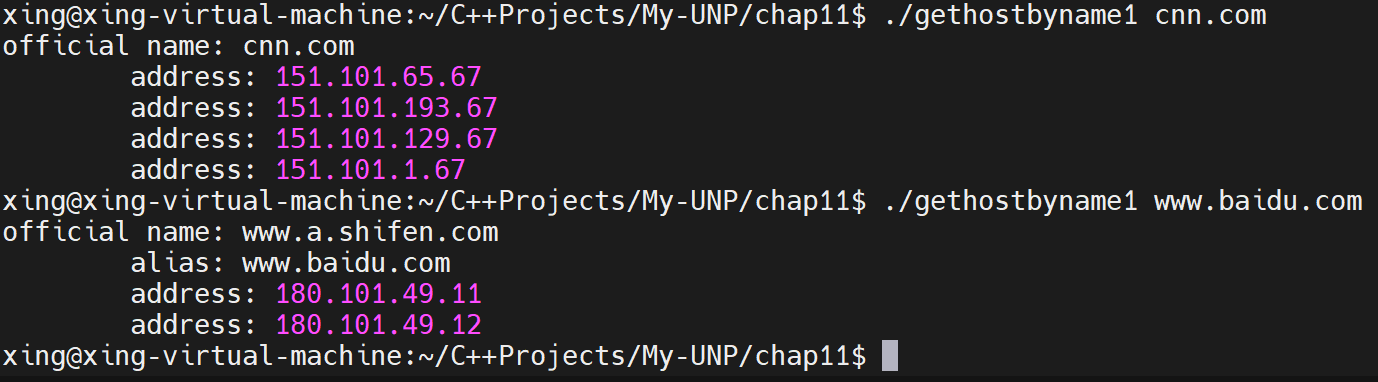 xing@xing-virtual-machine:~/C++Projects/My-UNP/chap11$ ./gethostbyname1 cnn.com
official name: cnn.com
        address: 151.101.65.67
        address: 151.101.193.67
        address: 151.101.129.67
        address: 151.101.1.67
xing@xing-virtual-machine:~/C++Projects/My-UNP/chap11$ ./gethostbyname1 www.baidu.com
official name: www.a.shifen.com
        alias: www.baidu.com
        address: 180.101.49.11
        address: 180.101.49.12
xing@xing-virtual-machine:~/C++Projects/My-UNP/chap11$